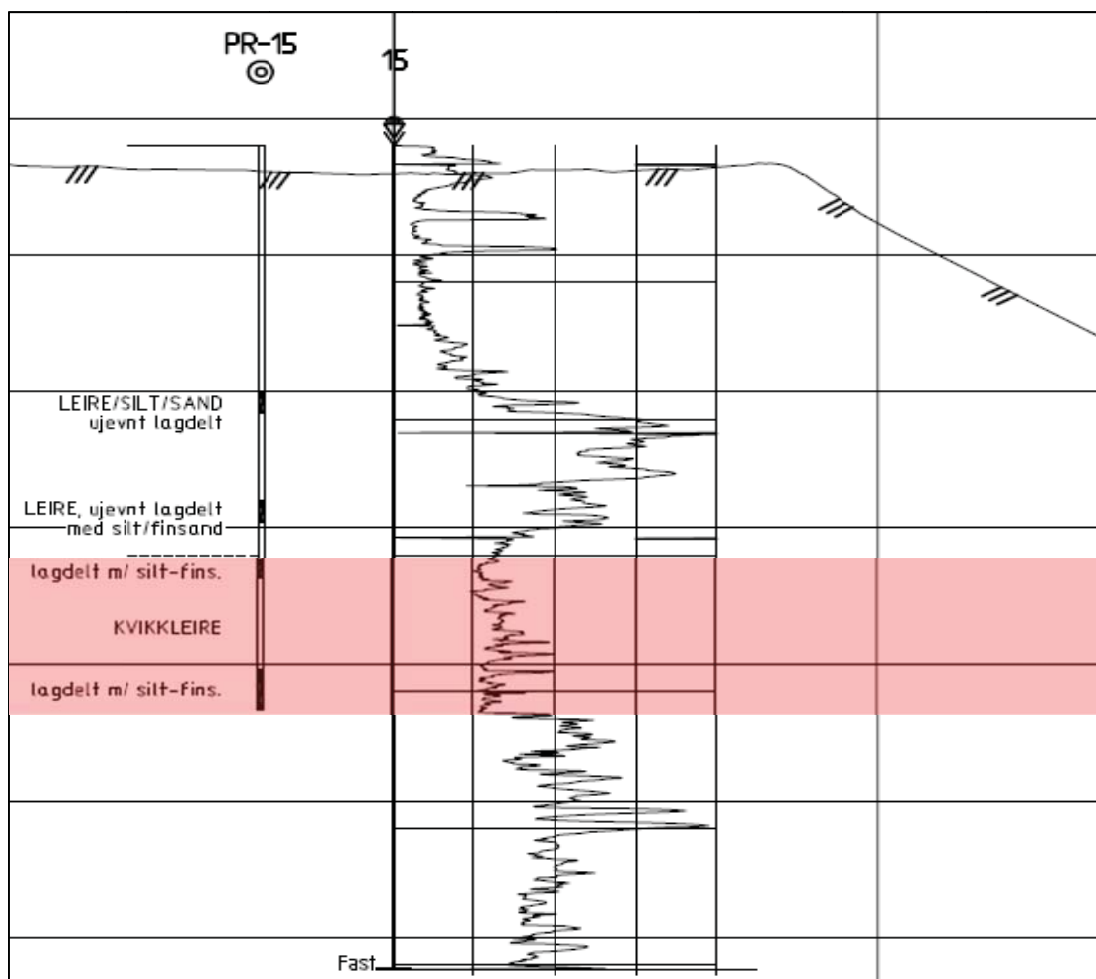 PR-15
15
LEIRE/SILT/SAND
ujevnt lagdelt
LEIRE, ujevnt lagdelt
med silt/finsand
lagdelt m/ silt-fins.
KVIKKLEIRE
lagdelt m/ silt-fins.
Fast